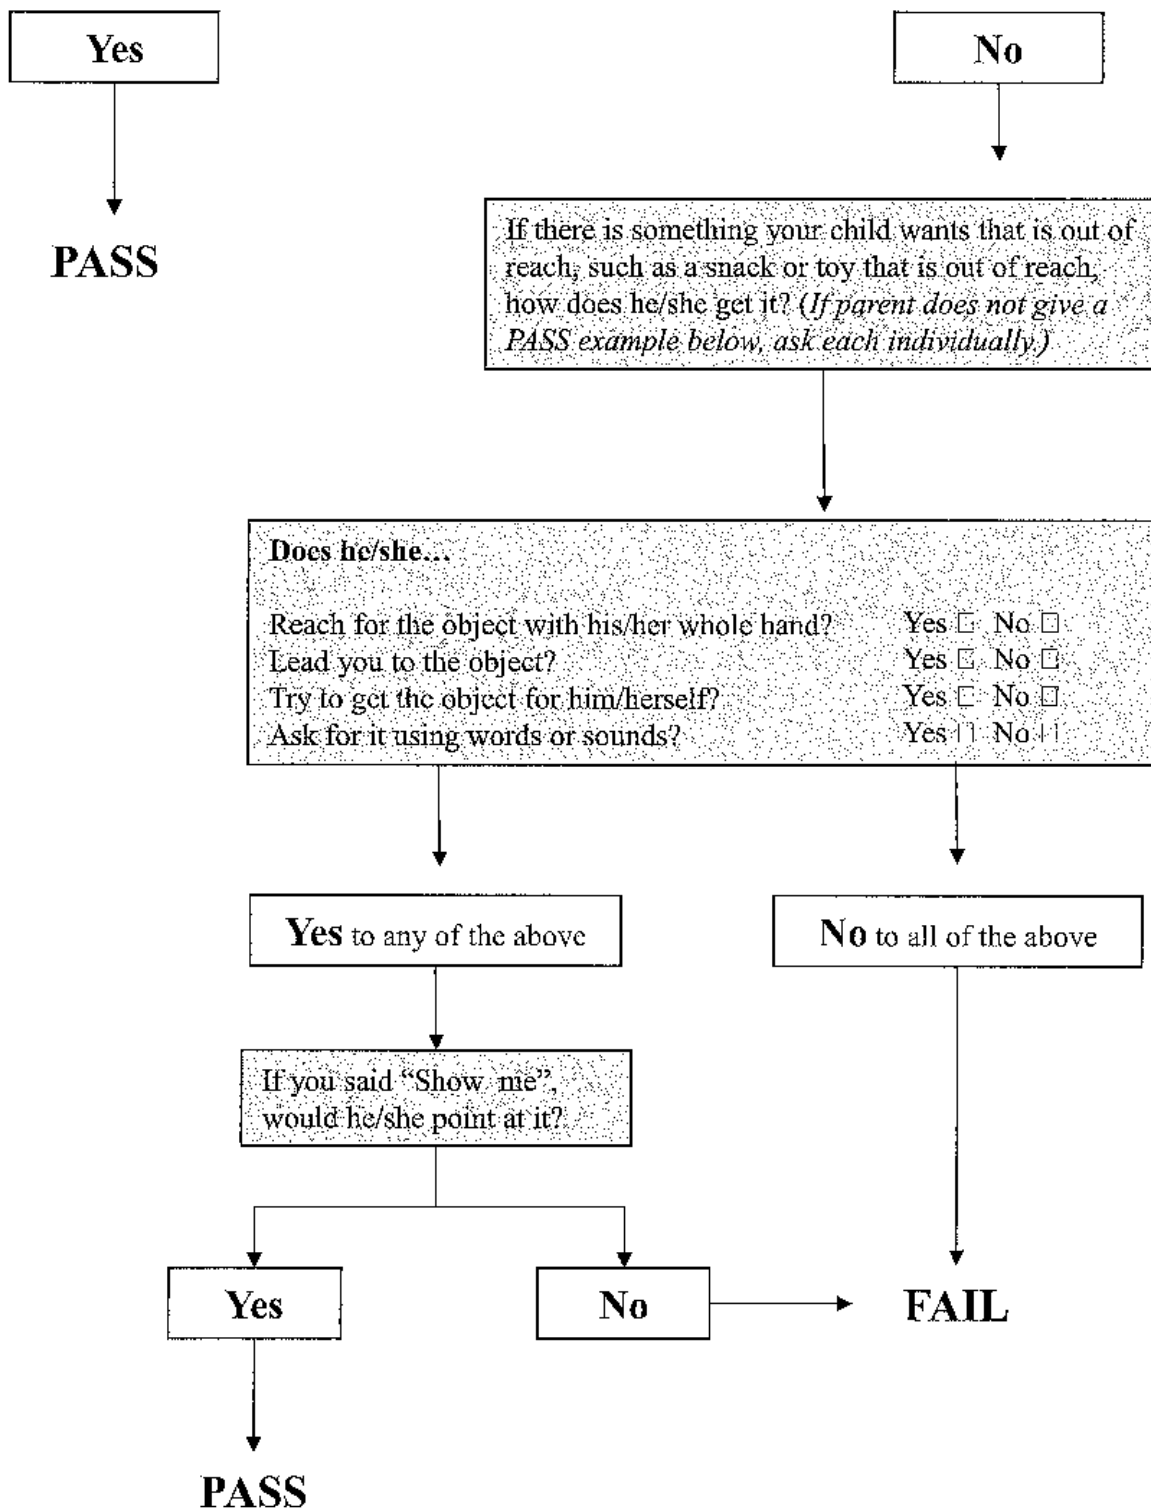 Yes
No
PASS
If there is something your child wants that is out of
reach, such as a snack or toy that is out of reach,
how does he/she get it? (If parent does not give a
PASS example below, ask each individually.)
Does he/she…
Reach for the object with his/her whole hand? Yes □ No □
Lead you to the object? Yes □ No □
Try to get the object for him/herself? Yes □ No □
Ask for it using words or sounds? Yes □ No □
Yes to any of the above
No to all of the above
If you said “Show me”,
would he/she point at it?
Yes
No
FAIL
PASS